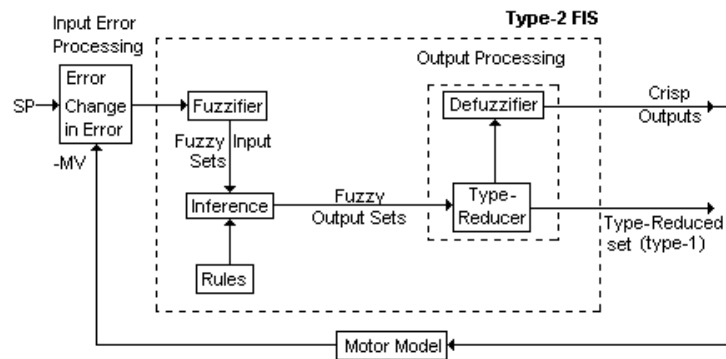 Type-2 FIS
Input Error
Processing
Output Processing
Error
Change
in Error
SP
Fuzzifier
Defuzzifier
Crisp
Outputs
-MV
Fuzzy Input
Sets
Inference
Fuzzy
Output Sets
Type-
Reducer
Type-Reduced
set (type-1)
Rules
Motor Model